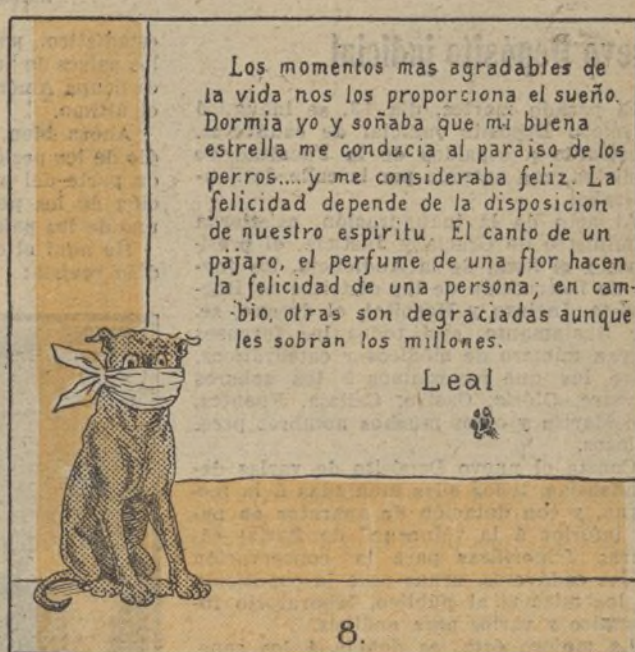 Los momentos mas agradables de
la vida nos los proporciona el sueño.
Dormia yo y soñaba que mi buena
estrella me conducia al paraiso de los
perros.... y me consideraba feliz. La
felicidad depende de la disposicion
de nuestro espiritu. El canto de un
pájaro, el perfume de una flor hacen
la felicidad de una persona; en cam-
bio, otras son degraciadas aunque
les sobran los millones.
Leal
8.